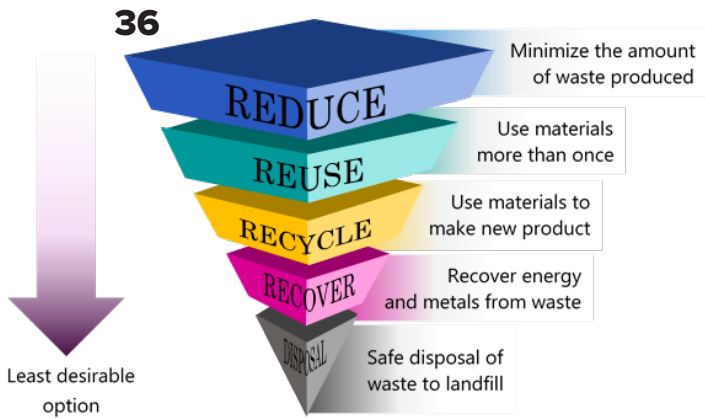 36
REDUCE
Minimize the amount
of waste produced
REUSE
Use materials
more than once
RECYCLE
Use materials to
make new product
RECOVER
Recover energy
and metals from waste
DISPOSAL
Safe disposal of
waste to landfill
Least desirable
option